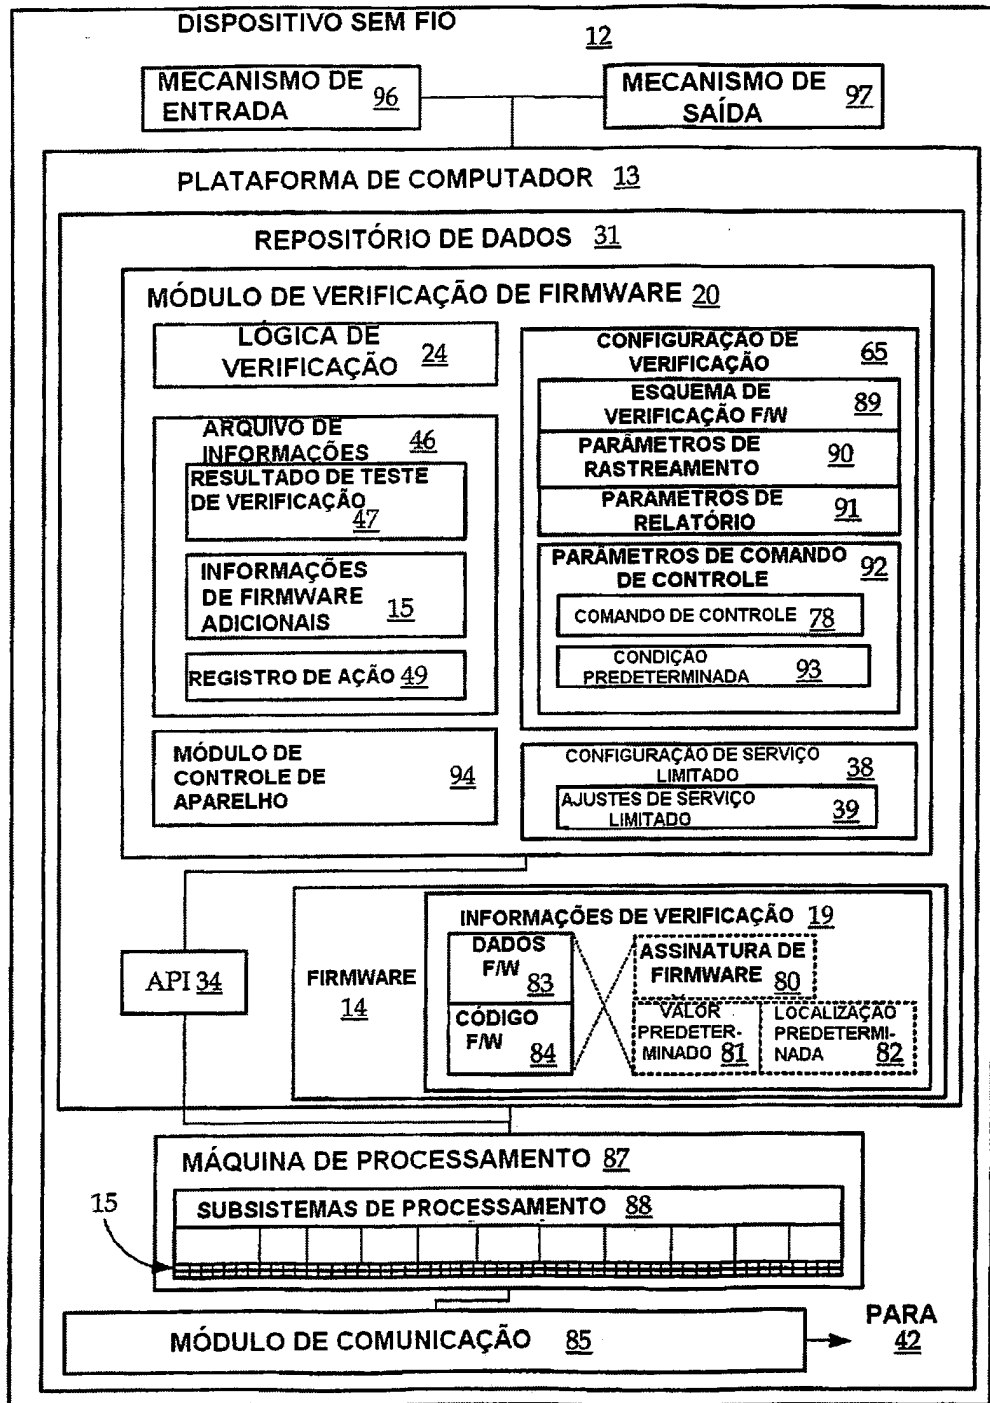 DISPOSITIVO SEM FIO
12
MECANISMO DE
ENTRADA 96
MECANISMO DE
SAÍDA 97
PLATAFORMA DE COMPUTADOR 13
REPOSITÓRIO DE DADOS 31
MÓDULO DE VERIFICAÇÃO DE FIRMWARE 20
LÓGICA DE
VERIFICAÇÃO 24
ARQUIVO DE
INFORMAÇÕES 46
RESULTADO DE TESTE
DE VERIFICAÇÃO
47
INFORMAÇÕES
DE FIRMWARE
ADICIONAIS 15
REGISTRO DE AÇÃO 49
MÓDULO DE
CONTROLE DE
APARELHO 94
CONFIGURAÇÃO DE
VERIFICAÇÃO 65
ESQUEMA DE
VERIFICAÇÃO F/W 89
PARÂMETROS DE
RASTREAMENTO 90
PARAMETROS DE
RELATÓRIO 91
PARÂMETROS DE COMANDO
DE CONTROLE 92
COMANDO DE CONTROLE 78
CONDIÇÃO
PREDETERMINADA 93
CONFIGURAÇÃO DE SERVIÇO
LIMITADO 38
AJUSTES DE SERVIÇO
LIMITADO 39
API 34
FIRMWARE
14
INFORMAÇÕES DE VERIFICAÇÃO 19
DADOS
F/W
83
CÓDIGO
F/W
84
ASSINATURA DE
FIRMWARE 80
VALOR
PREDETER-
MINADO 81
LOCALIZAÇÃO
PREDETERMI-
NADA 82
MÁQUINA DE PROCESSAMENTO 87
SUBSISTEMAS DE PROCESSAMENTO 88
15
MÓDULO DE COMUNICAÇÃO 85
PARA
42